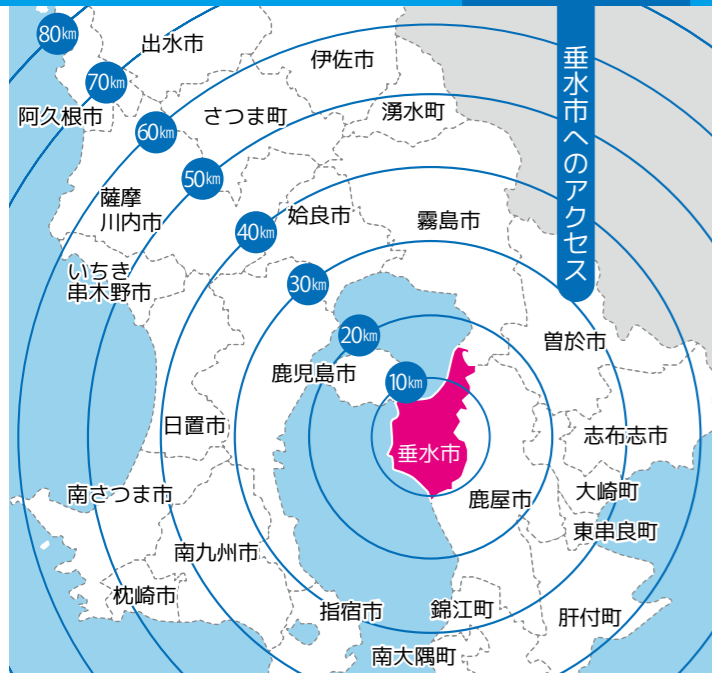 垂水市へのアクセス
80km
出水市
伊佐市
70km
阿久根市
さつま町
湧水町
60km
50km
薩摩
川内市
姶良市
霧島市
40km
いちき
串木野市
30km
20km
曽於市
鹿児島市
10km
日置市
垂水市
志布志市
南さつま市
鹿屋市
大崎町
東串良町
南九州市
枕崎市
指宿市
錦江町
肝付町
南大隅町